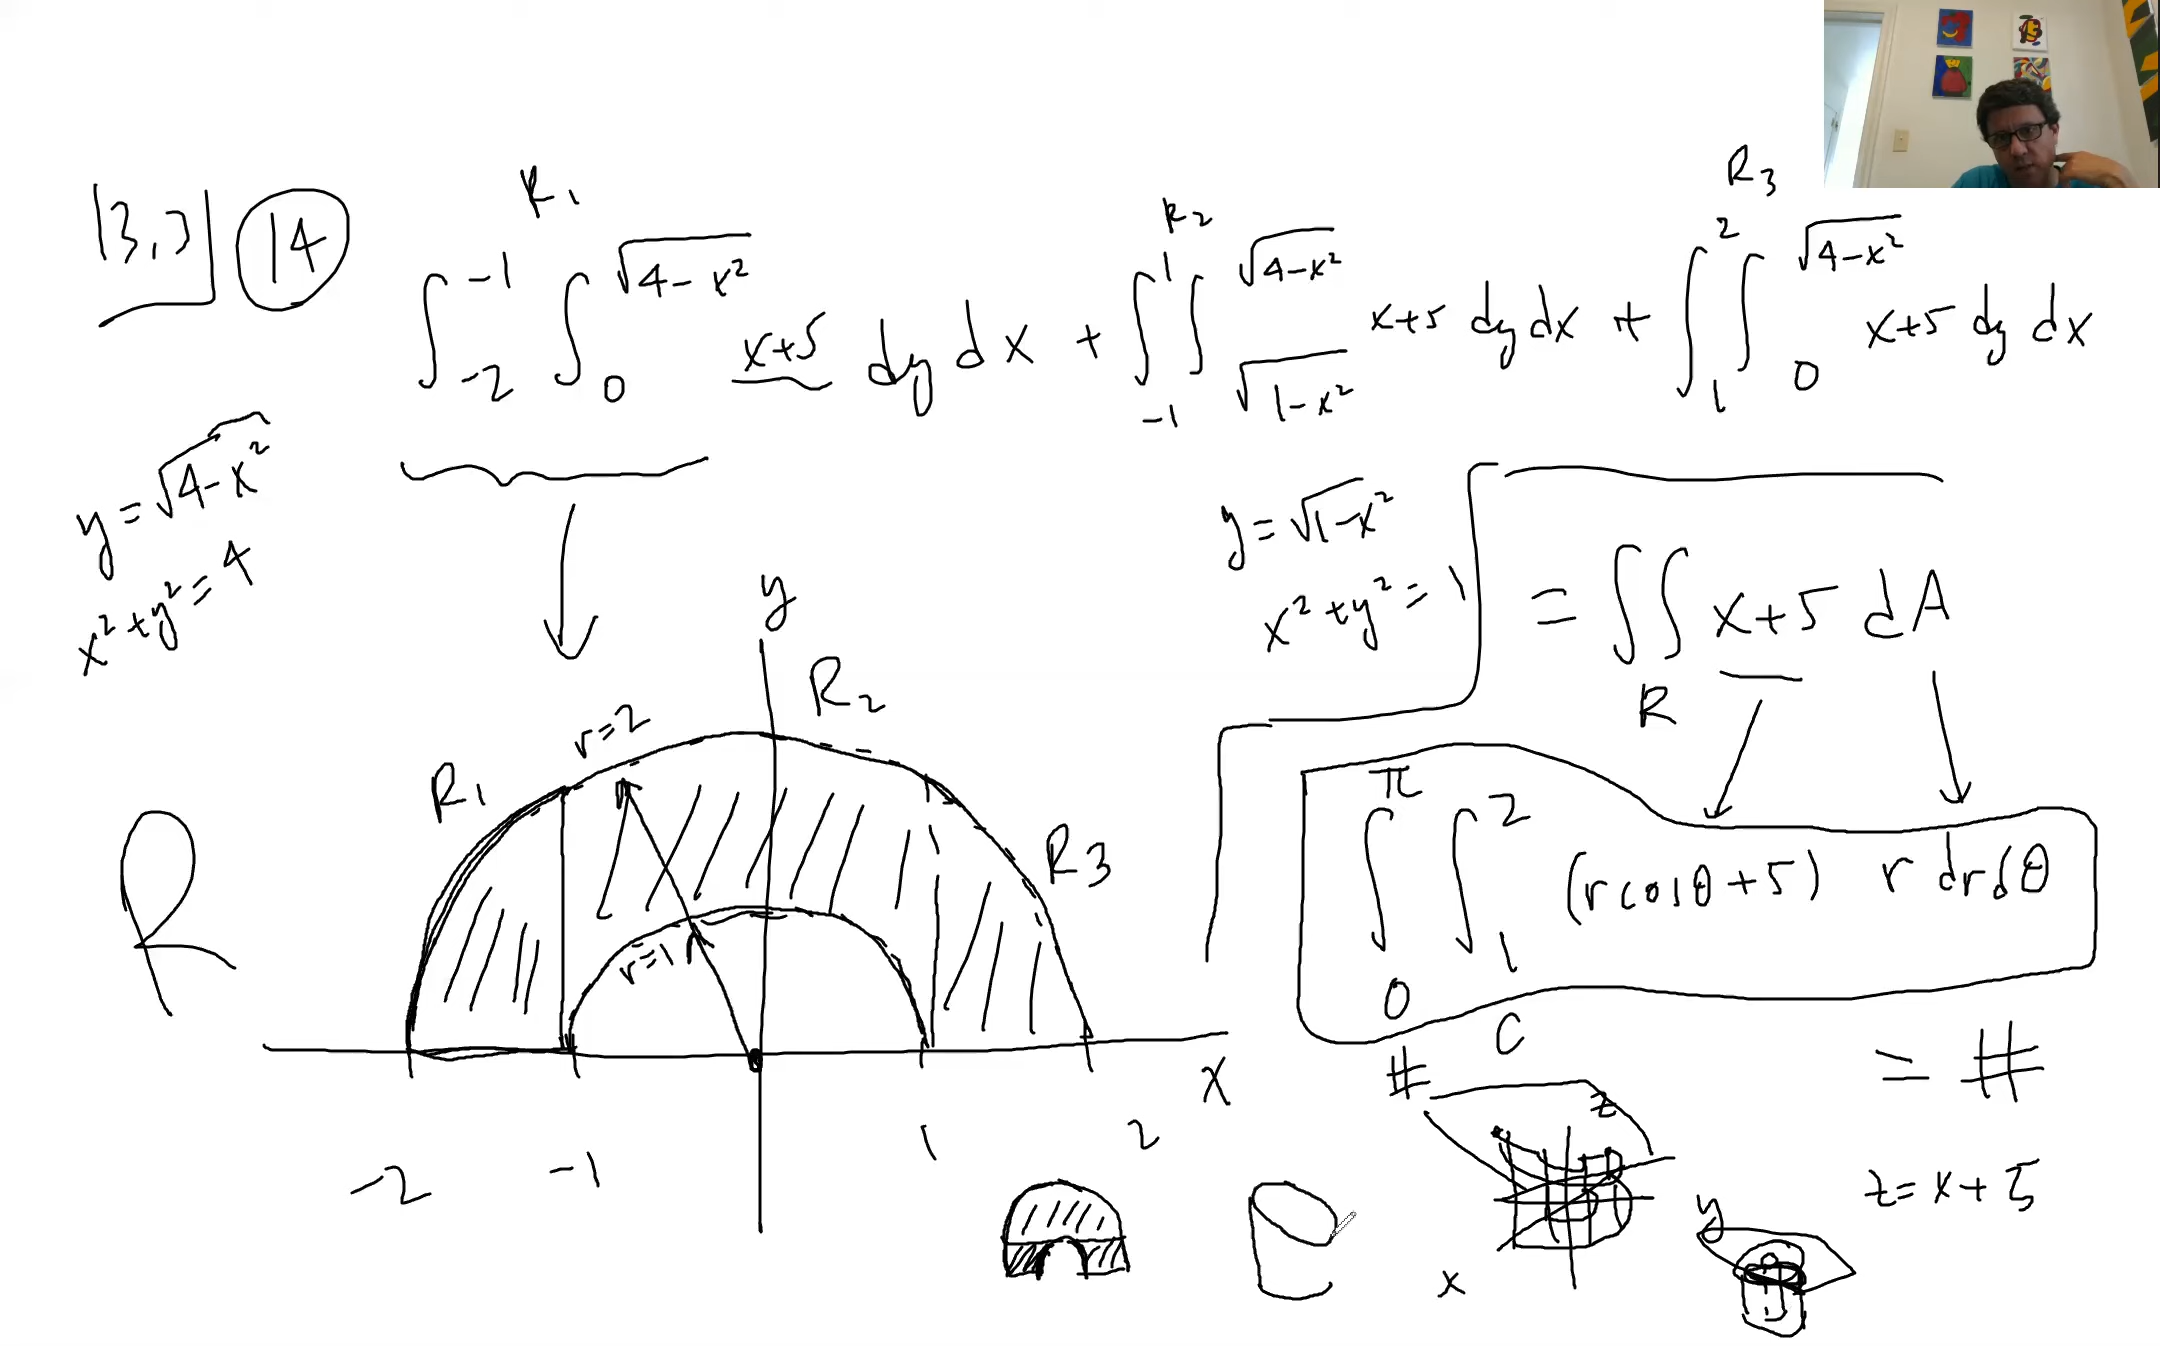 13.3 14
R1 R2 R3
∫_{-2}^{-1} ∫_0^{√(4-x²)} x+5 dy dx + ∫_{-1}^{1} ∫_{√(1-x²)}^{√(4-x²)} x+5 dy dx + ∫_1^2 ∫_0^{√(4-x²)} x+5 dy dx
y = √(4-x²)
x² + y² = 4
y = √(1-x²)
x² + y² = 1
= ∬_R x+5 dA
y
R2
r=2
R1
R3
r=1
R
x
-2 -1 1 2
∫_0^π ∫_1^2 (r cosθ + 5) r dr dθ
C
#
= #
z
z = x + 5
y
x